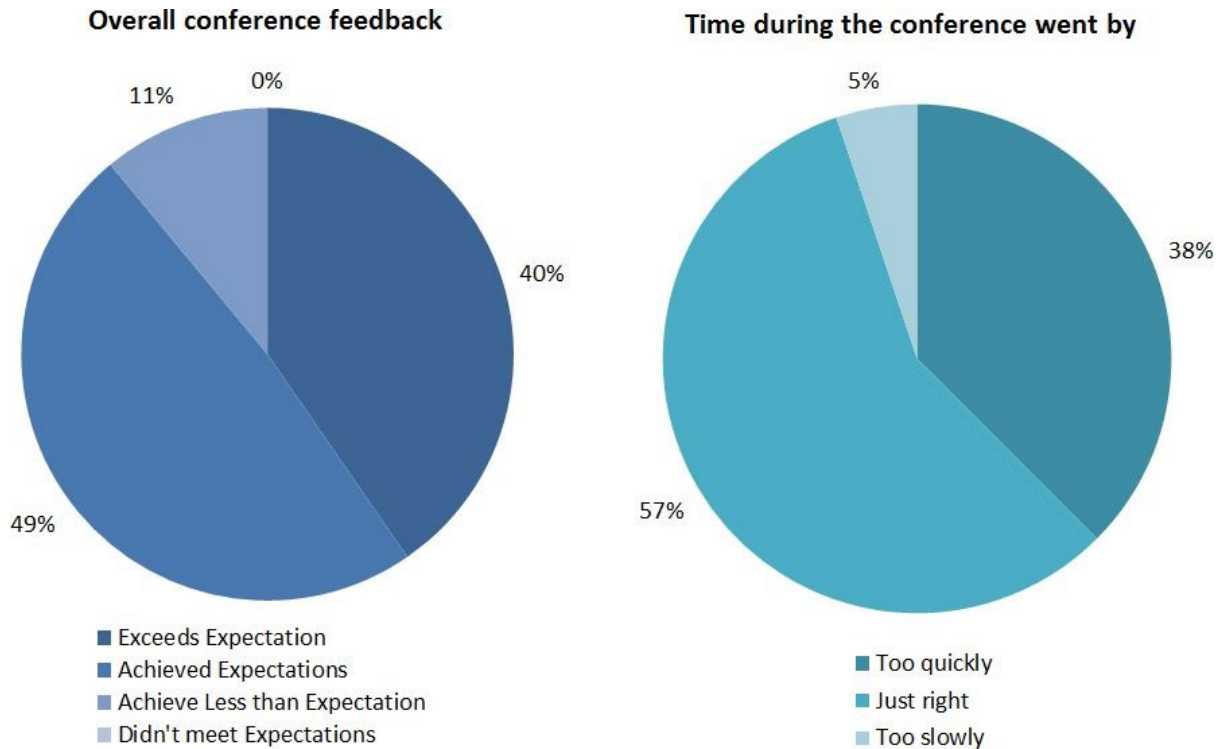 Overall conference feedback
0%
11%
40%
49%
Exceeds Expectation
Achieved Expectations
Achieve Less than Expectation
Didn't meet Expectations
Time during the conference went by
5%
38%
57%
Too quickly
Just right
Too slowly